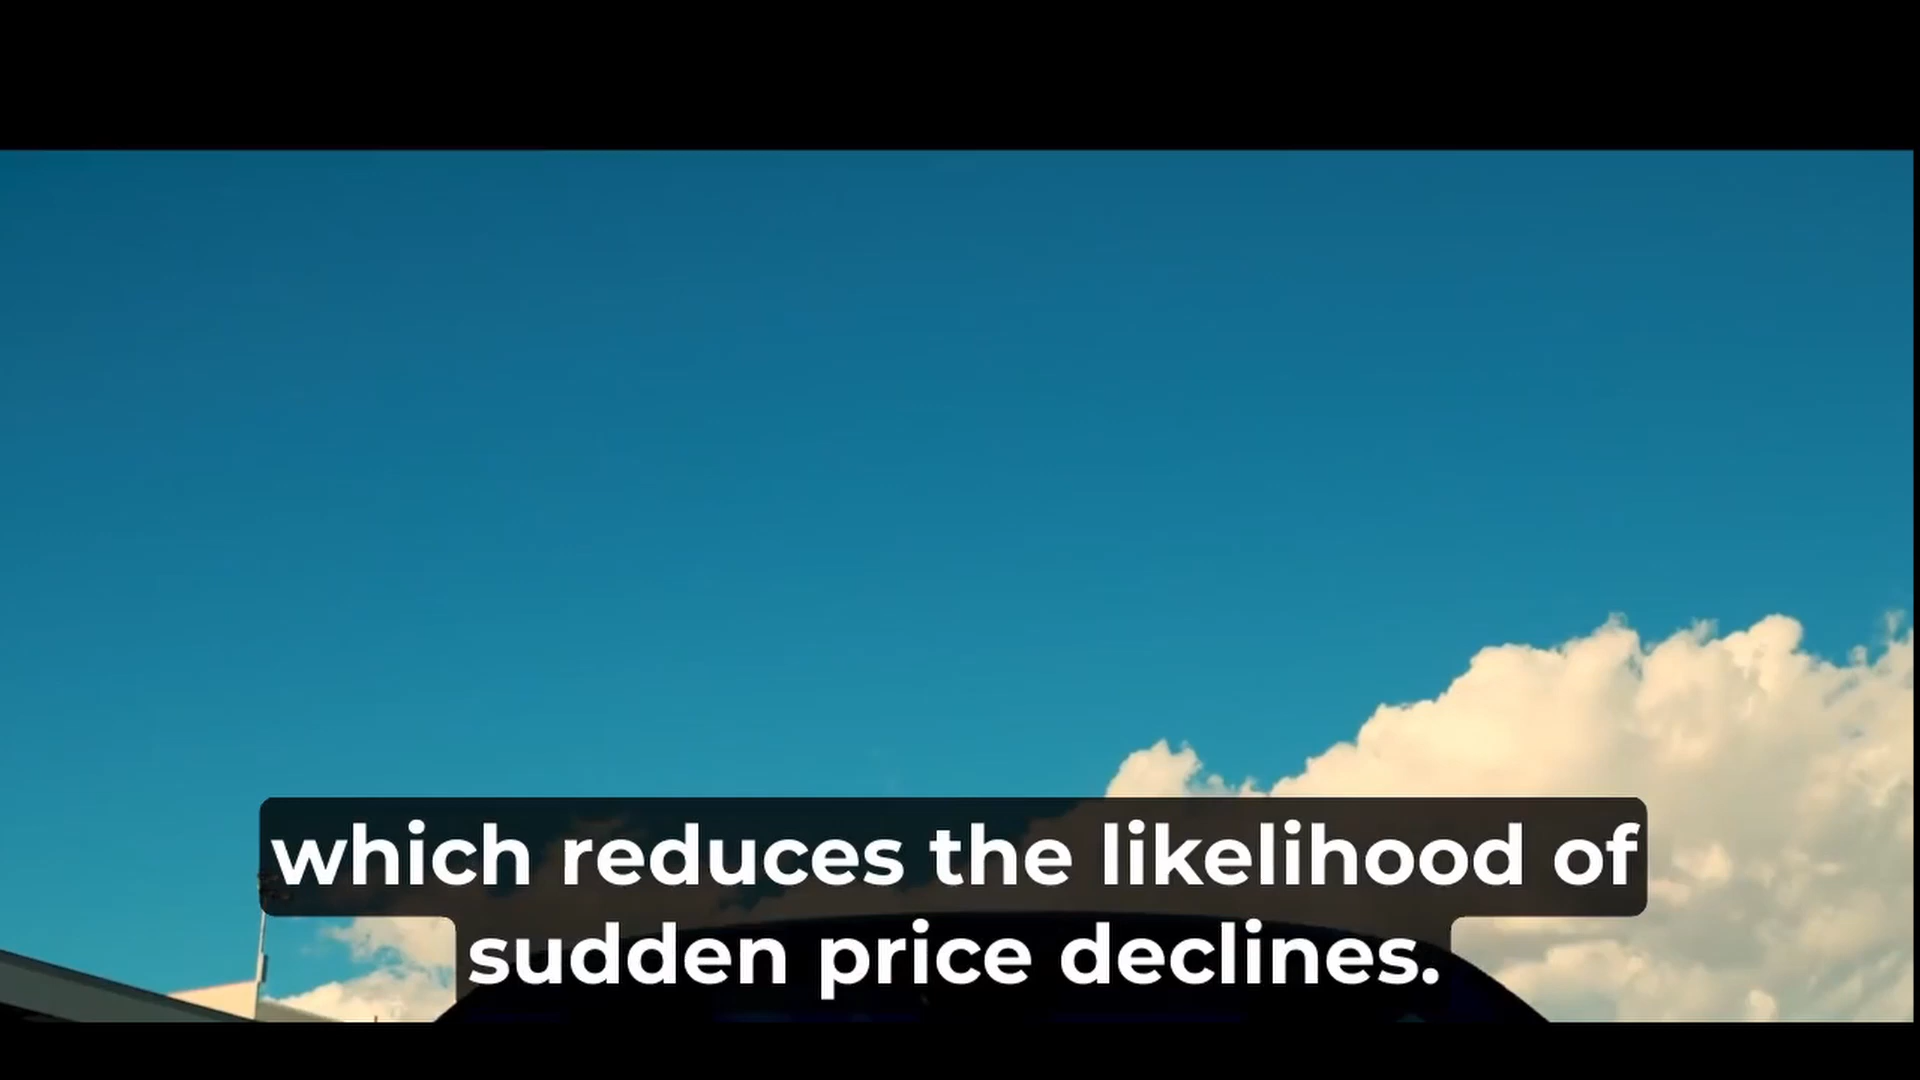 which reduces the likelihood of
sudden price declines.